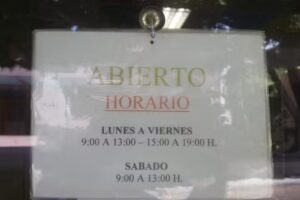 ABIERTO
HORARIO
LUNES A VIERNES
9:00 A 13:00 – 15:00 A 19:00 H.
SABADO
9:00 A 13:00 H.